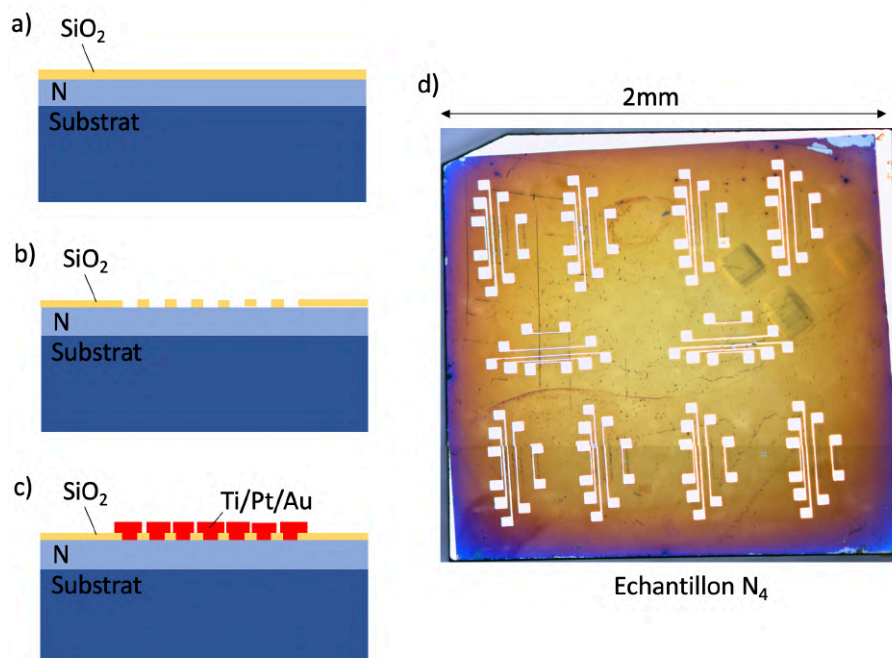 a)
SiO₂
N
Substrat
b)
SiO₂
N
Substrat
c)
SiO₂
Ti/Pt/Au
N
Substrat
d)
2mm
Echantillon N₄